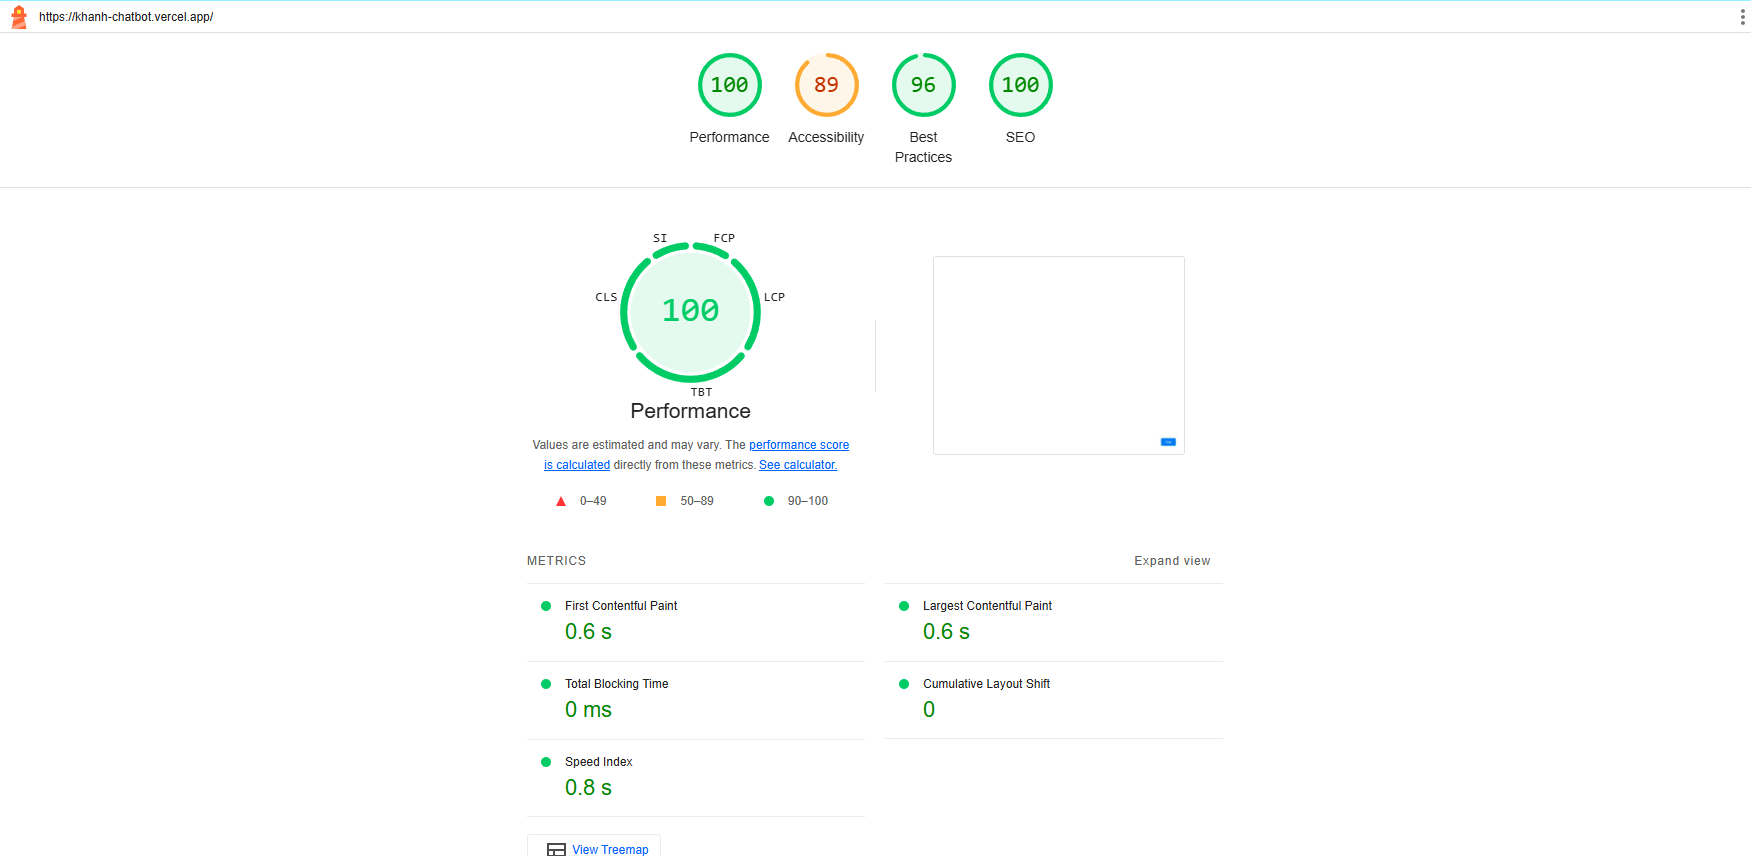 https://khanh-chatbot.vercel.app/
100
89
96
100
Performance
Accessibility
Best
Practices
SEO
SI
FCP
CLS
LCP
100
TBT
Performance
Values are estimated and may vary. The performance score
is calculated directly from these metrics. See calculator.
0–49
50–89
90–100
METRICS
Expand view
First Contentful Paint
0.6 s
Largest Contentful Paint
0.6 s
Total Blocking Time
0 ms
Cumulative Layout Shift
0
Speed Index
0.8 s
View Treemap